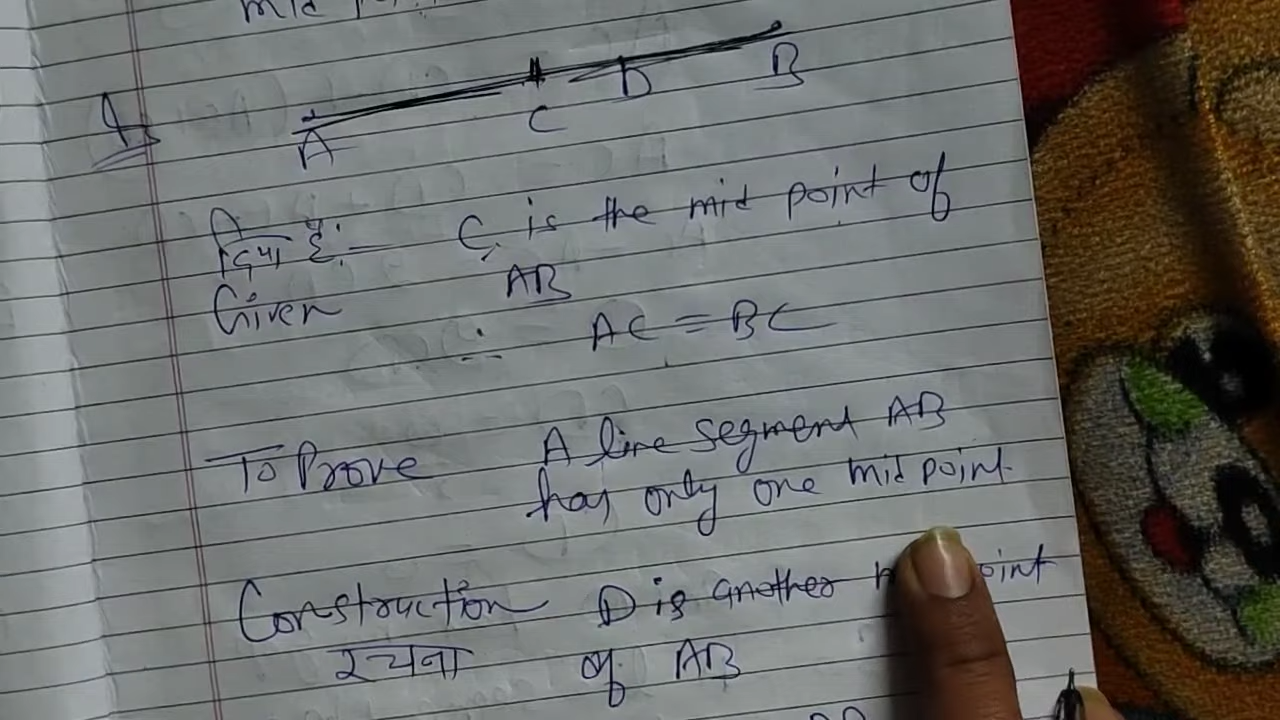 mid
A C D B
दिया है:- C, is the mid point of
Given AB
∴ AC = BC
To Prove A line segment AB
has only one mid point.
Construction D is another point
रचना of AB